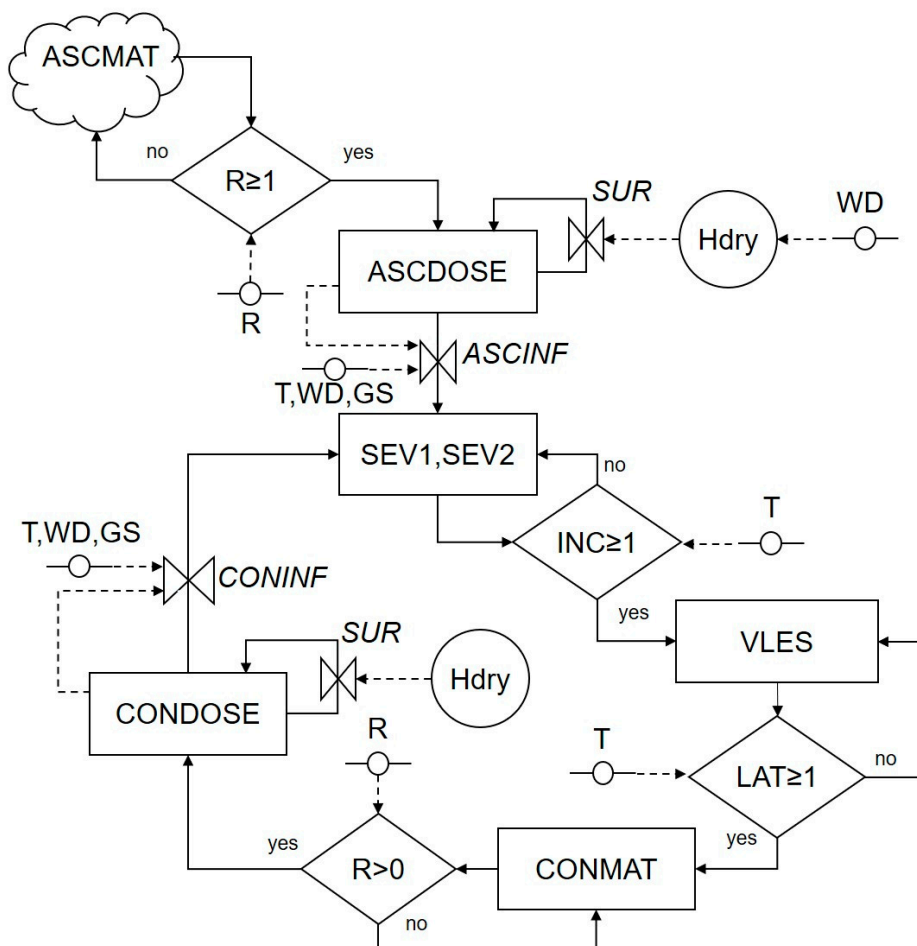 ASCMAT
no
yes
R≥1
SUR
WD
Hdry
ASCDOSE
R
ASCINF
T,WD,GS
SEV1,SEV2
no
T
T,WD,GS
INC≥1
CONINF
yes
SUR
VLES
Hdry
CONDOSE
R
T
LAT≥1
no
yes
yes
R>0
CONMAT
no